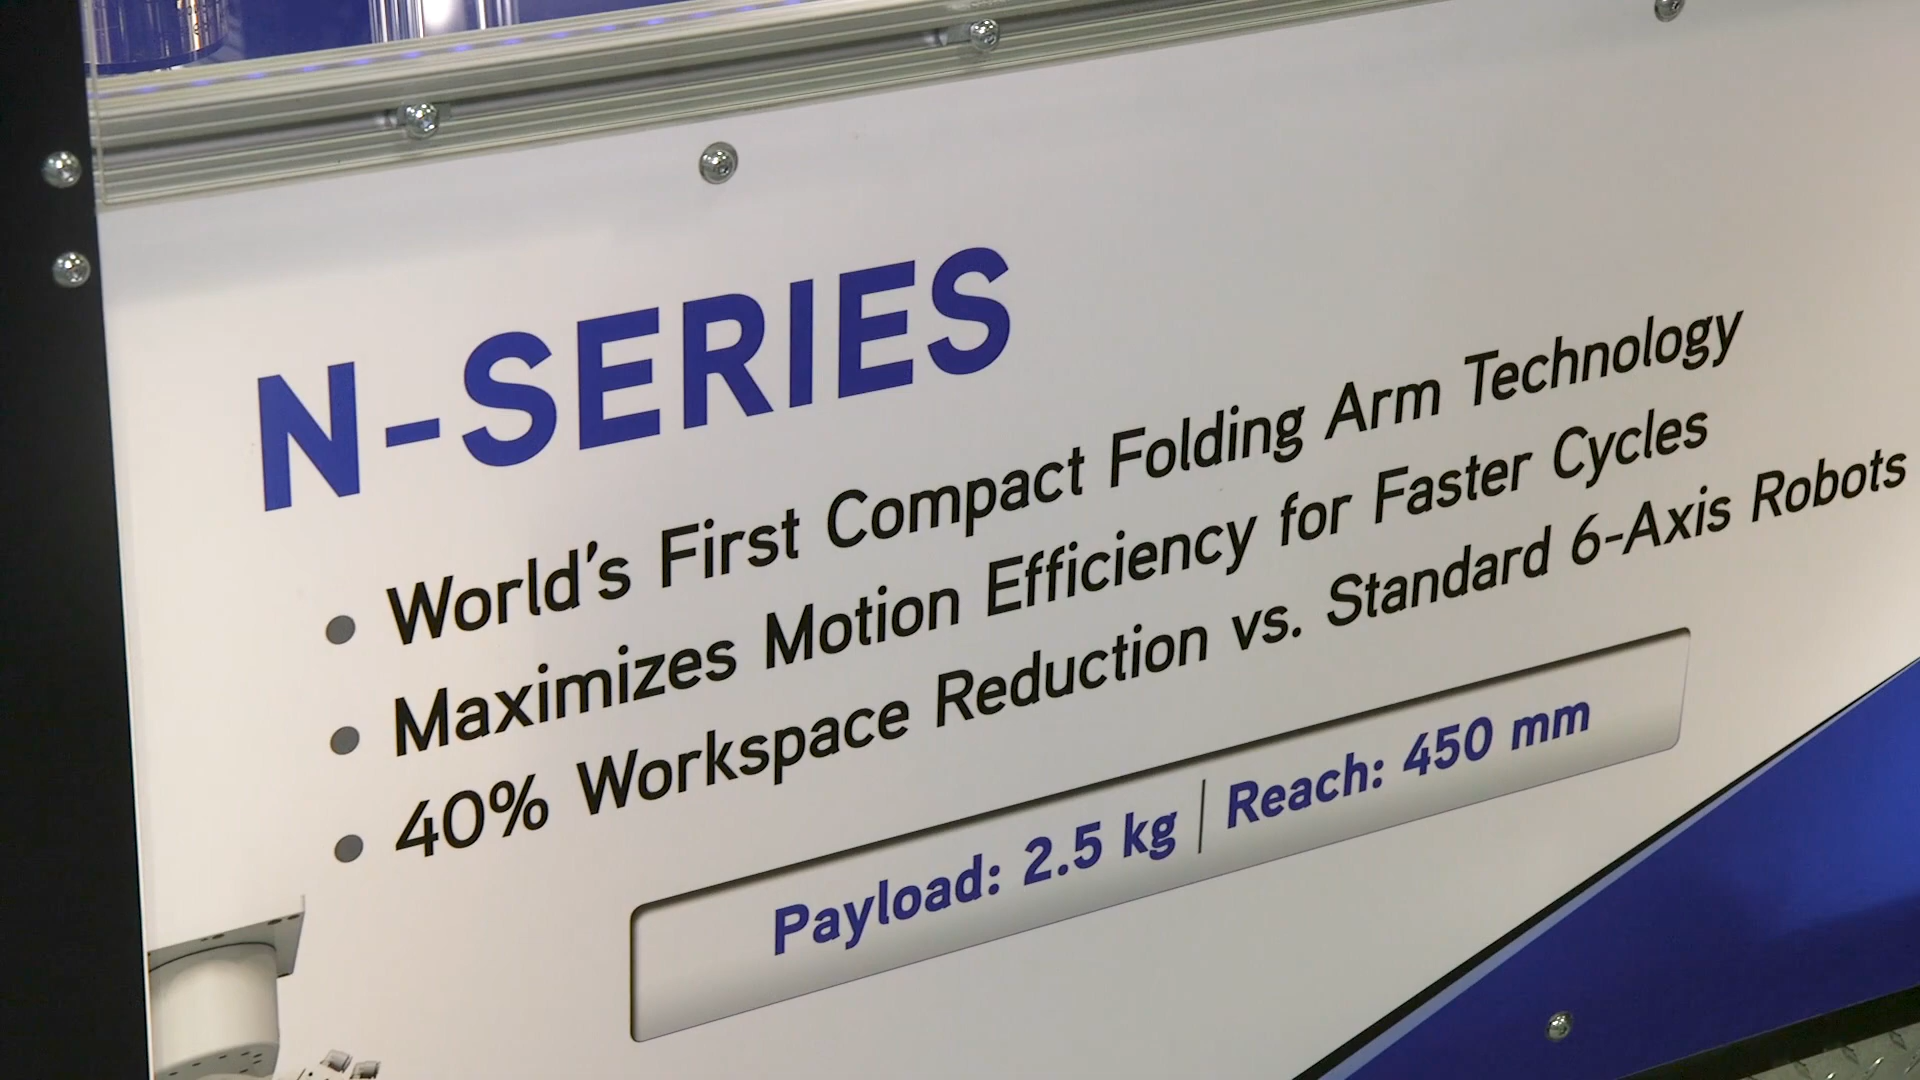 N-SERIES
• World's First Compact Folding Arm Technology
• Maximizes Motion Efficiency for Faster Cycles
• 40% Workspace Reduction vs. Standard 6-Axis Robots
Payload: 2.5 kg | Reach: 450 mm